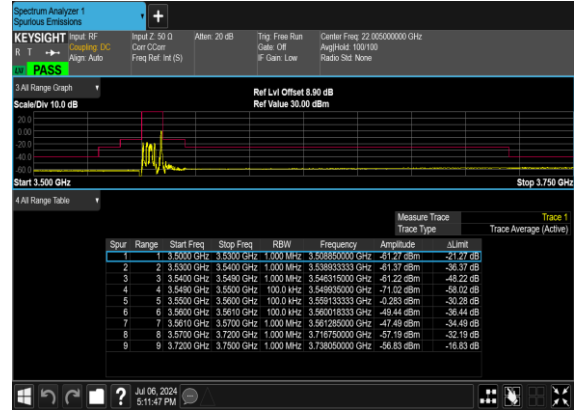 Spectrum Analyzer 1
Spurious Emissions
+
KEYSIGHT Input: RF Input Z: 50 Ω Atten: 20 dB Trig: Free Run Center Freq: 22.005000000 GHz
R T Coupling: DC Corr CCorr Gate: Off Avg|Hold: 100/100
Align: Auto Freq Ref: Int (S) IF Gain: Low Radio Std: None
PASS
3 All Range Graph Ref Lvl Offset 8.90 dB
Scale/Div 10.0 dB Ref Value 30.00 dBm
20.0
0.00
-20.0
-40.0
-60.0
Start 3.500 GHz Stop 3.750 GHz
4 All Range Table
Measure Trace Trace 1
Trace Type Trace Average (Active)
Spur Range Start Freq Stop Freq RBW Frequency Amplitude ΔLimit
1 1 3.5000 GHz 3.5300 GHz 1.000 MHz 3.508850000 GHz -61.27 dBm -21.27 dB
2 2 3.5300 GHz 3.5400 GHz 1.000 MHz 3.538933333 GHz -61.37 dBm -36.37 dB
3 3 3.5400 GHz 3.5490 GHz 1.000 MHz 3.546315000 GHz -61.22 dBm -48.22 dB
4 4 3.5490 GHz 3.5500 GHz 100.0 kHz 3.549935000 GHz -71.02 dBm -58.02 dB
5 5 3.5500 GHz 3.5600 GHz 100.0 kHz 3.559133333 GHz -0.283 dBm -30.28 dB
6 6 3.5600 GHz 3.5610 GHz 100.0 kHz 3.560018333 GHz -49.44 dBm -36.44 dB
7 7 3.5610 GHz 3.5700 GHz 1.000 MHz 3.561285000 GHz -47.49 dBm -34.49 dB
8 8 3.5700 GHz 3.7200 GHz 1.000 MHz 3.716750000 GHz -57.19 dBm -32.19 dB
9 9 3.7200 GHz 3.7500 GHz 1.000 MHz 3.738050000 GHz -56.83 dBm -16.83 dB
? Jul 06, 2024
5:11:47 PM